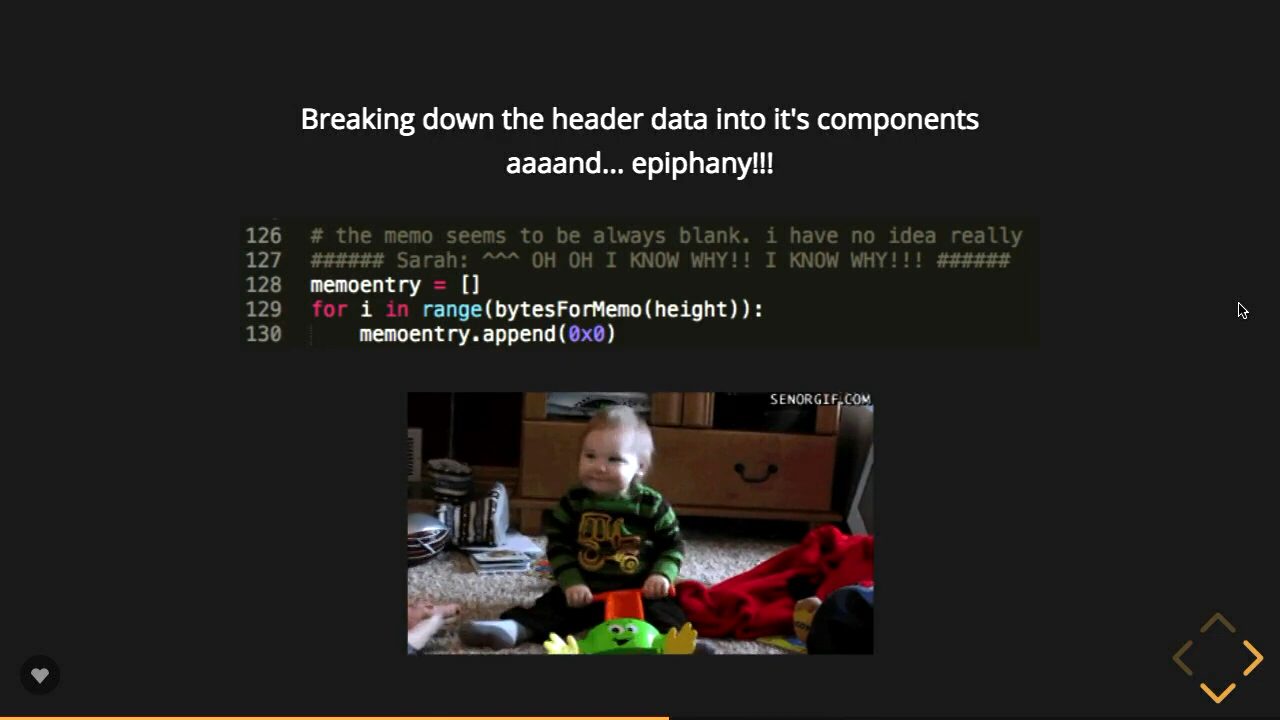 Breaking down the header data into it's components
aaaand... epiphany!!!
126 # the memo seems to be always blank. i have no idea really
127 ###### Sarah: ^^^ OH OH I KNOW WHY!! I KNOW WHY!!! ######
128 memoentry = []
129 for i in range(bytesForMemo(height)):
130 memoentry.append(0x0)
SENORGIF.COM